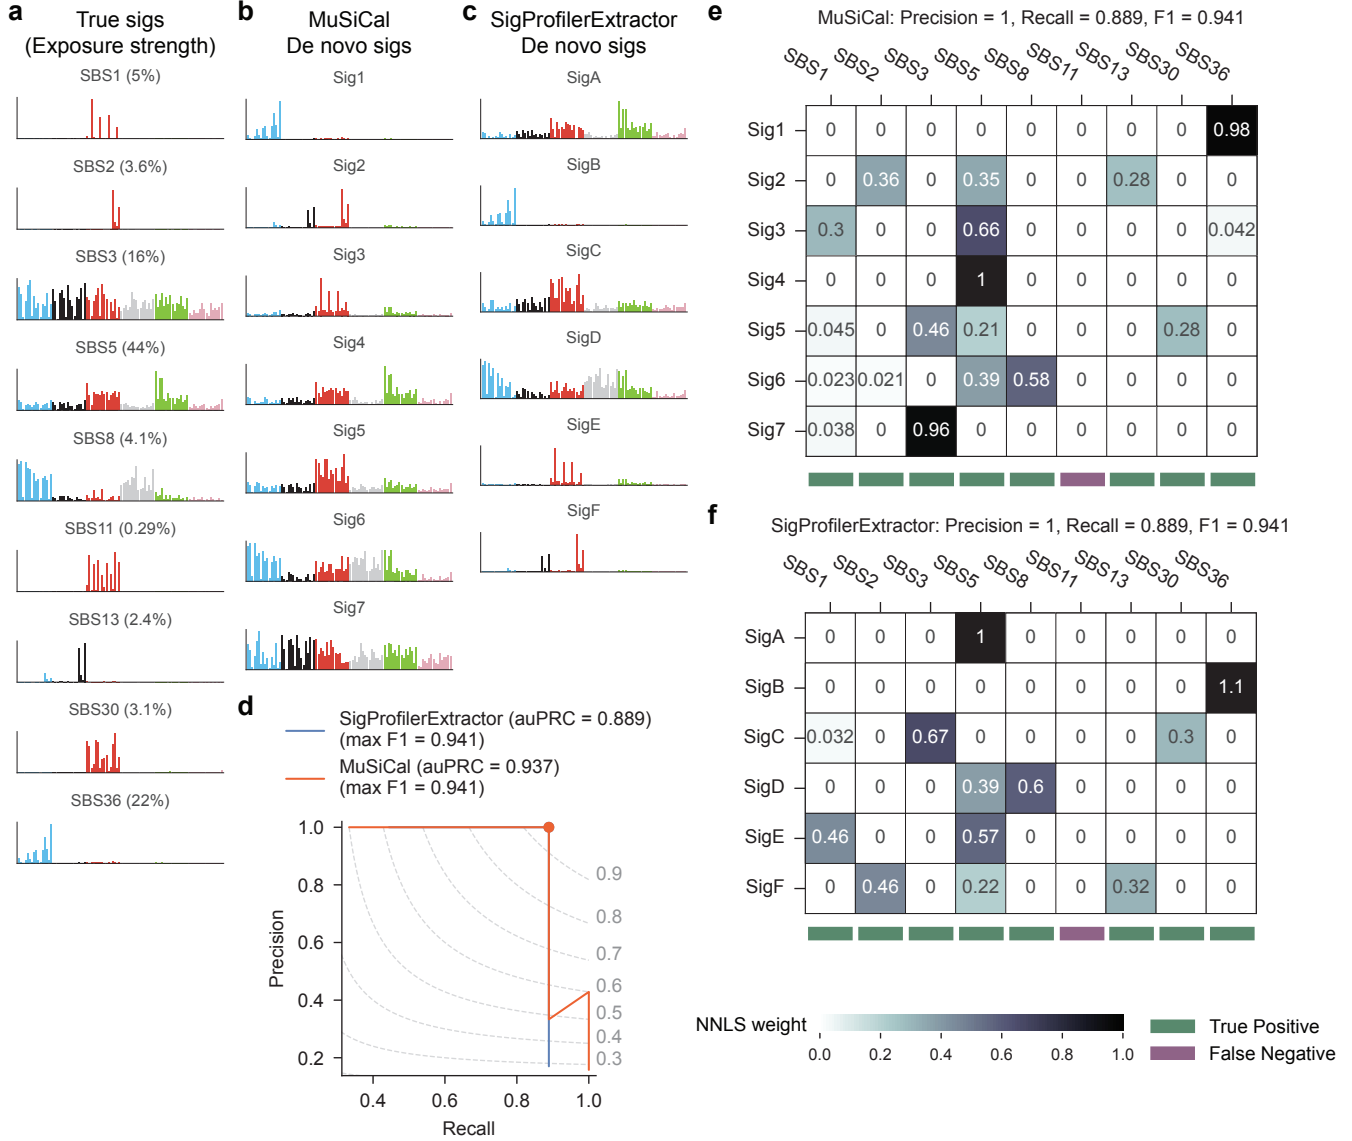 a
True sigs
(Exposure strength)
SBS1 (5%)
SBS2 (3.6%)
SBS3 (16%)
SBS5 (44%)
SBS8 (4.1%)
SBS11 (0.29%)
SBS13 (2.4%)
SBS30 (3.1%)
SBS36 (22%)
b
MuSiCal
De novo sigs
Sig1
Sig2
Sig3
Sig4
Sig5
Sig6
Sig7
c
SigProfilerExtractor
De novo sigs
SigA
SigB
SigC
SigD
SigE
SigF
d
SigProfilerExtractor (auPRC = 0.889)
(max F1 = 0.941)
MuSiCal (auPRC = 0.937)
(max F1 = 0.941)
Precision
1.0
0.8
0.6
0.4
0.2
0.9
0.8
0.7
0.6
0.5
0.4
0.3
0.4 0.6 0.8 1.0
Recall
e
MuSiCal: Precision = 1, Recall = 0.889, F1 = 0.941
SBS1 SBS2 SBS3 SBS5 SBS8 SBS11 SBS13 SBS30 SBS36
Sig1 0 0 0 0 0 0 0 0 0.98
Sig2 0 0.36 0 0.35 0 0 0.28 0 0
Sig3 0.3 0 0 0.66 0 0 0 0 0.042
Sig4 0 0 0 1 0 0 0 0 0
Sig5 0.045 0 0.46 0.21 0 0 0 0.28 0
Sig6 0.023 0.021 0 0.39 0.58 0 0 0 0
Sig7 0.038 0 0.96 0 0 0 0 0 0
f
SigProfilerExtractor: Precision = 1, Recall = 0.889, F1 = 0.941
SBS1 SBS2 SBS3 SBS5 SBS8 SBS11 SBS13 SBS30 SBS36
SigA 0 0 0 1 0 0 0 0 0
SigB 0 0 0 0 0 0 0 0 1.1
SigC 0.032 0 0.67 0 0 0 0 0.3 0
SigD 0 0 0 0.39 0.6 0 0 0 0
SigE 0.46 0 0 0.57 0 0 0 0 0
SigF 0 0.46 0 0.22 0 0 0.32 0 0
NNLS weight
0.0 0.2 0.4 0.6 0.8 1.0
True Positive
False Negative